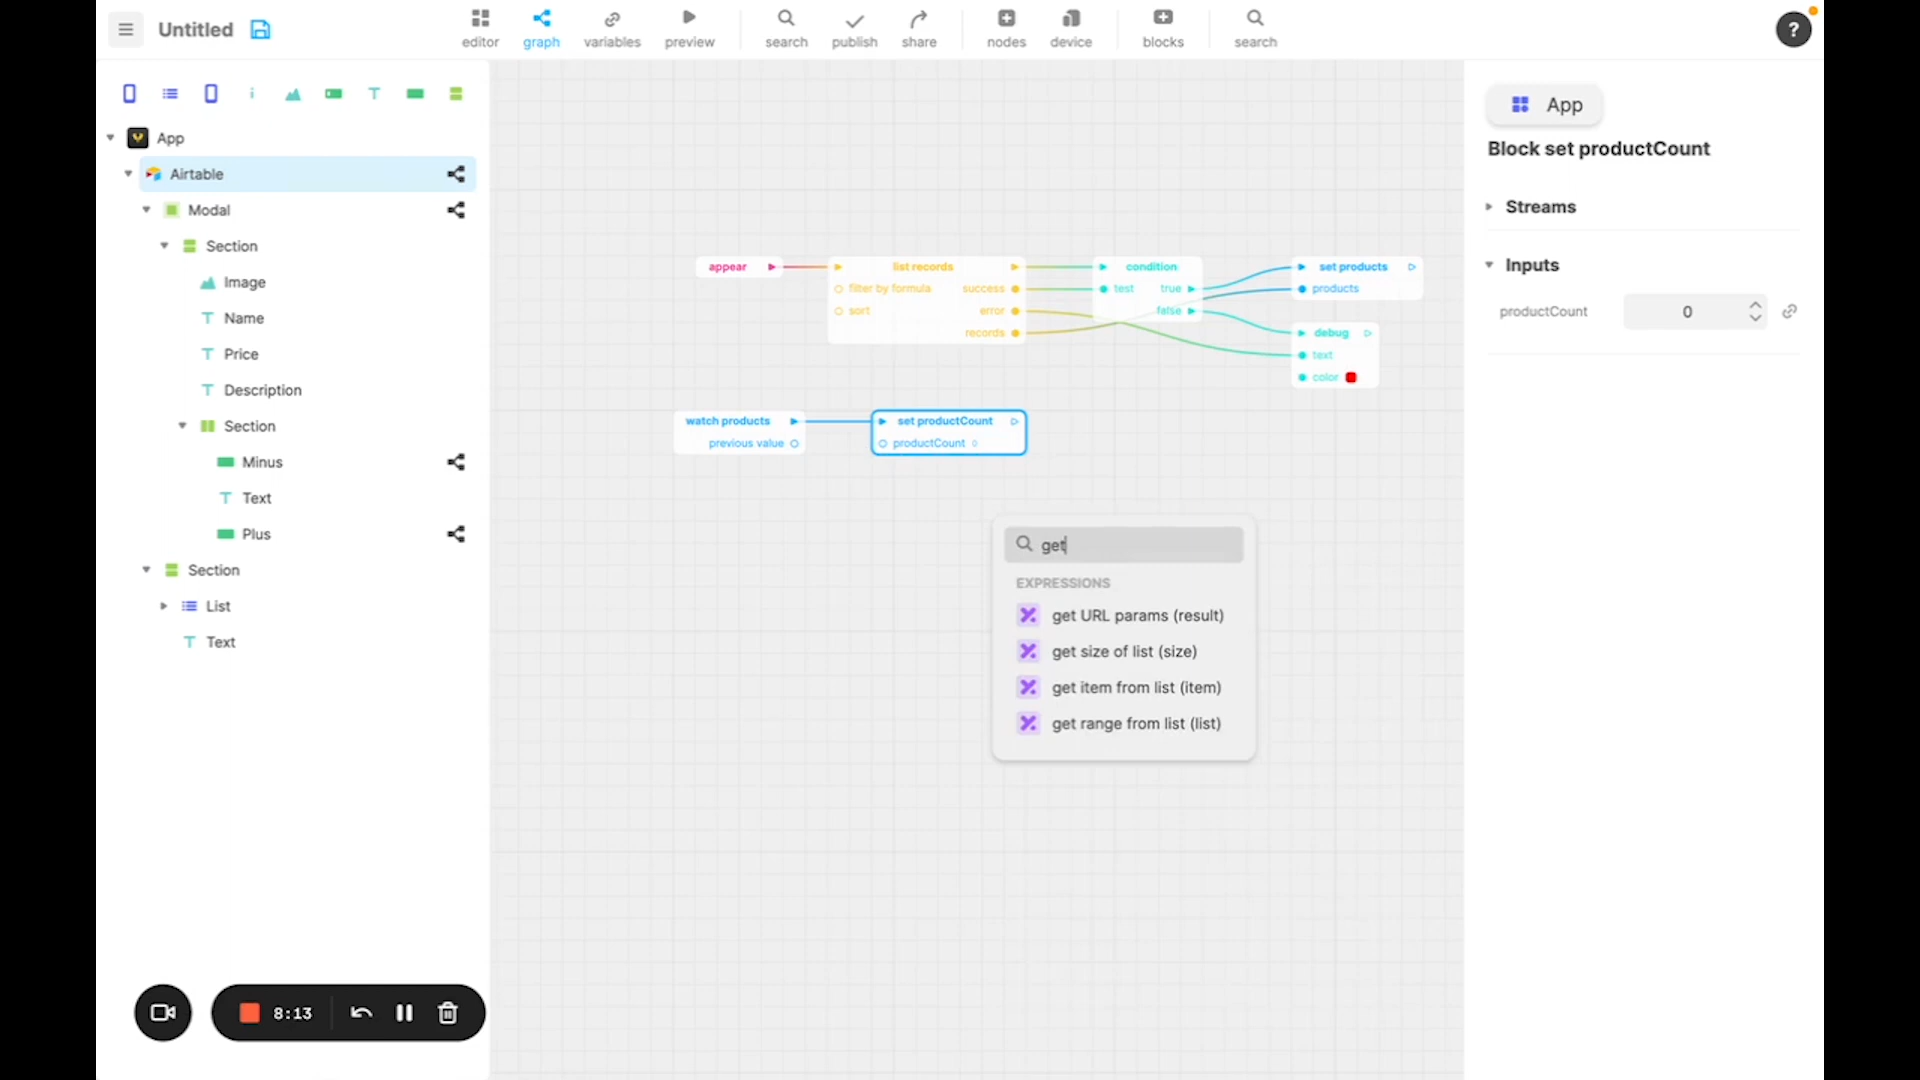 Untitled
editor
graph
variables
preview
search
publish
share
nodes
device
blocks
search
?
App
Airtable
Modal
Section
Image
Name
Price
Description
Section
Minus
Text
Plus
Section
List
Text
appear
list records
filter by formula success
sort error
records
condition
test true
false
set products
products
debug
text
color
watch products
previous value
set productCount
productCount 0
get
EXPRESSIONS
get URL params (result)
get size of list (size)
get item from list (item)
get range from list (list)
App
Block set productCount
Streams
Inputs
productCount 0
8:13